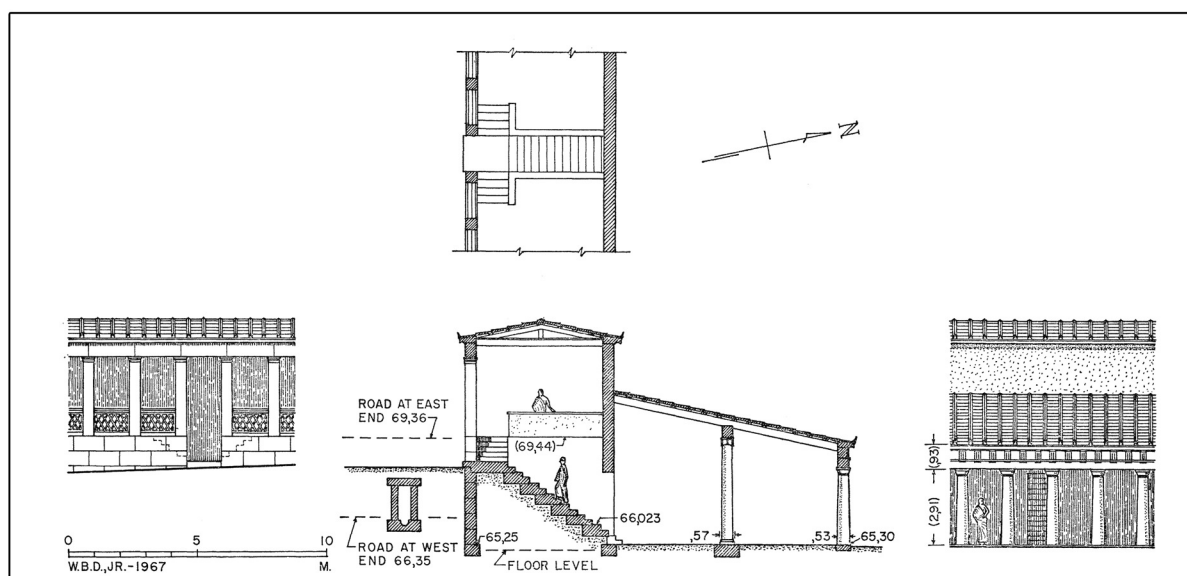 N
ROAD AT EAST
END 69,36
(69,44)
66,023
65,25
ROAD AT WEST
END 66,35
FLOOR LEVEL
,57
,53
65,30
(,93)
(2,91)
0 5 10
W.B.D.,JR.-1967 M.